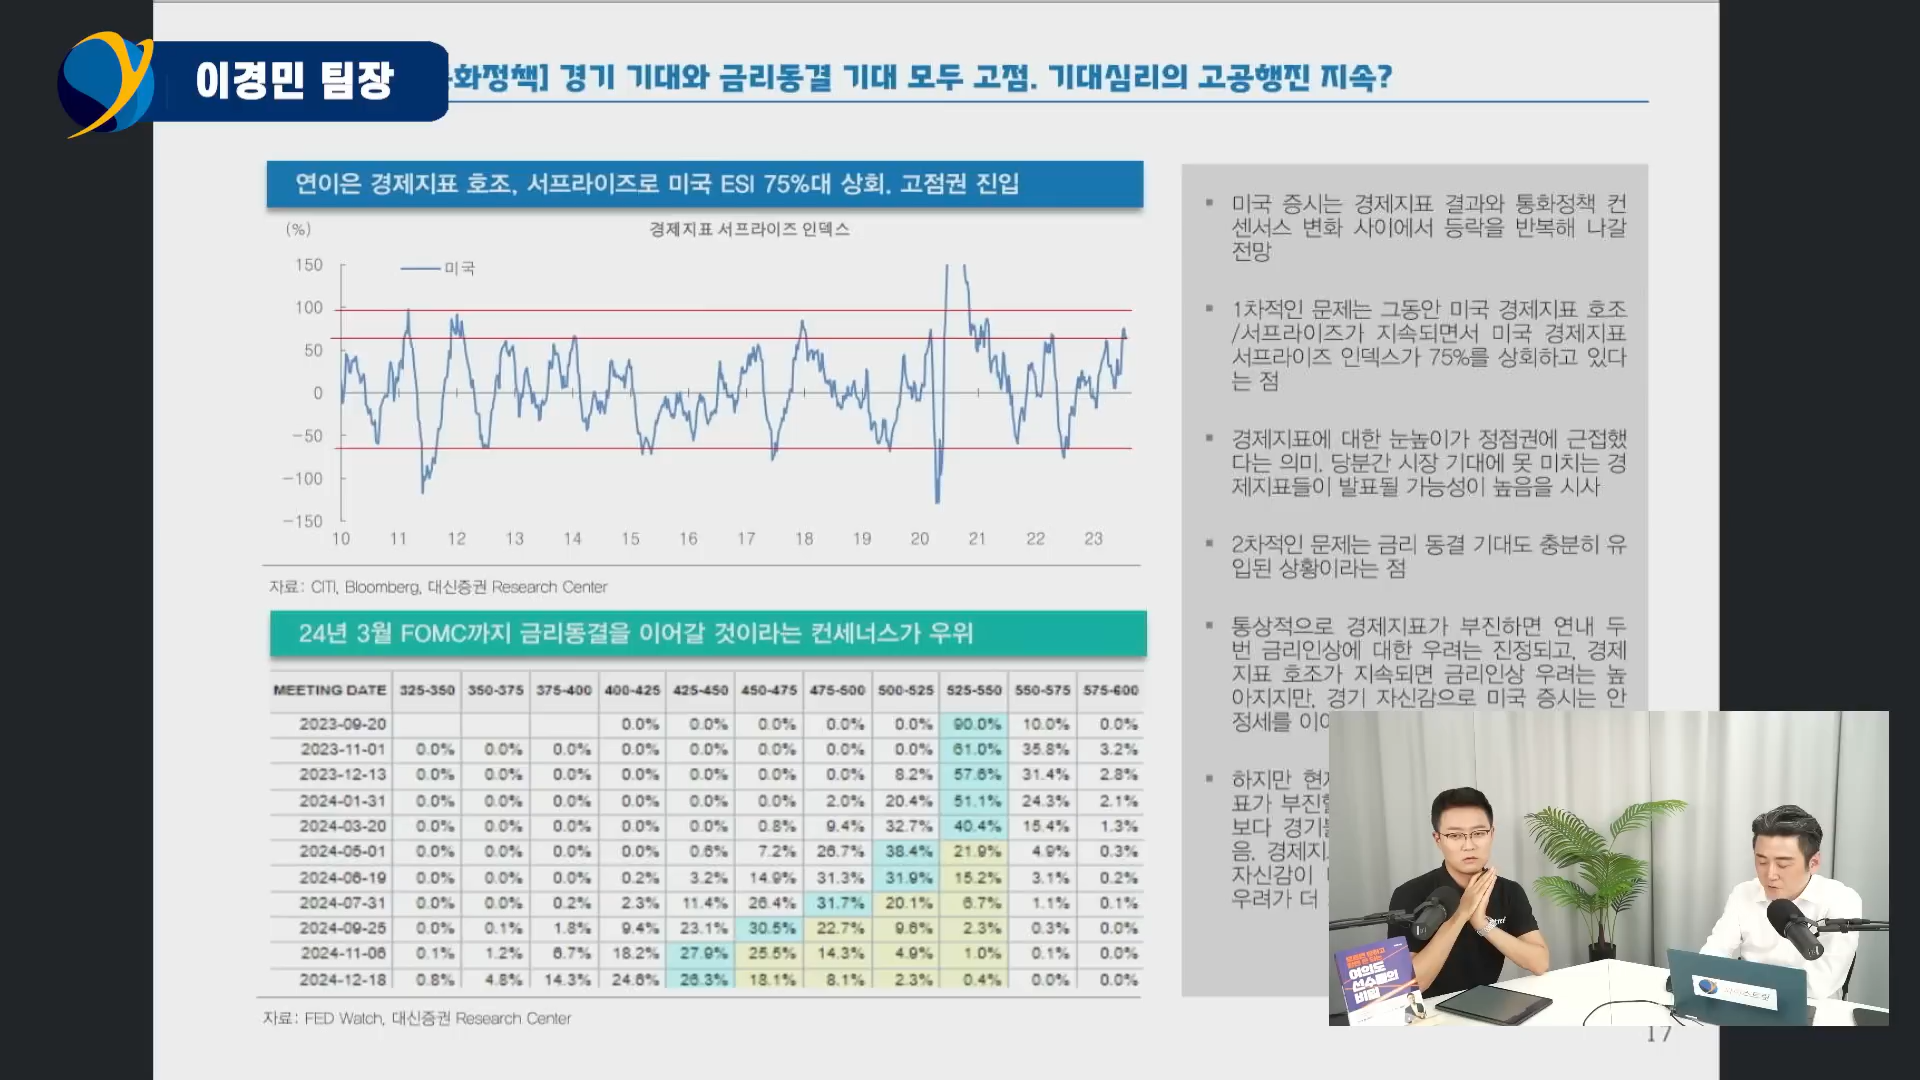 이경민 팀장
화정책] 경기 기대와 금리동결 기대 모두 고점. 기대심리의 고공행진 지속?
연이은 경제지표 호조, 서프라이즈로 미국 ESI 75%대 상회. 고점권 진입
(%)
경제지표 서프라이즈 인덱스
미국
150
100
50
0
-50
-100
-150
10 11 12 13 14 15 16 17 18 19 20 21 22 23
자료: CITI, Bloomberg, 대신증권 Research Center
24년 3월 FOMC까지 금리동결을 이어갈 것이라는 컨세너스가 우위
MEETING DATE 325-350 350-375 375-400 400-425 425-450 450-475 475-500 500-525 525-550 550-575 575-600
2023-09-20 0.0% 0.0% 0.0% 0.0% 0.0% 90.0% 10.0% 0.0%
2023-11-01 0.0% 0.0% 0.0% 0.0% 0.0% 0.0% 0.0% 0.0% 61.0% 35.8% 3.2%
2023-12-13 0.0% 0.0% 0.0% 0.0% 0.0% 0.0% 0.0% 8.2% 57.6% 31.4% 2.8%
2024-01-31 0.0% 0.0% 0.0% 0.0% 0.0% 0.0% 2.0% 20.4% 51.1% 24.3% 2.1%
2024-03-20 0.0% 0.0% 0.0% 0.0% 0.0% 0.8% 9.4% 32.7% 40.4% 15.4% 1.3%
2024-05-01 0.0% 0.0% 0.0% 0.0% 0.6% 7.2% 26.7% 38.4% 21.9% 4.9% 0.3%
2024-06-19 0.0% 0.0% 0.0% 0.2% 3.2% 14.9% 31.3% 31.9% 15.2% 3.1% 0.2%
2024-07-31 0.0% 0.0% 0.2% 2.3% 11.4% 26.4% 31.7% 20.1% 6.7% 1.1% 0.1%
2024-09-25 0.0% 0.1% 1.8% 9.4% 23.1% 30.5% 22.7% 9.6% 2.3% 0.3% 0.0%
2024-11-06 0.1% 1.2% 6.7% 18.2% 27.9% 25.5% 14.3% 4.9% 1.0% 0.1% 0.0%
2024-12-18 0.8% 4.8% 14.3% 24.6% 26.3% 18.1% 8.1% 2.3% 0.4% 0.0% 0.0%
자료: FED Watch, 대신증권 Research Center
▪ 미국 증시는 경제지표 결과와 통화정책 컨
센서스 변화 사이에서 등락을 반복해 나갈
전망
▪ 1차적인 문제는 그동안 미국 경제지표 호조
/서프라이즈가 지속되면서 미국 경제지표
서프라이즈 인덱스가 75%를 상회하고 있다
는 점
▪ 경제지표에 대한 눈높이가 정점권에 근접했
다는 의미. 당분간 시장 기대에 못 미치는 경
제지표들이 발표될 가능성이 높음을 시사
▪ 2차적인 문제는 금리 동결 기대도 충분히 유
입된 상황이라는 점
▪ 통상적으로 경제지표가 부진하면 연내 두
번 금리인상에 대한 우려는 진정되고, 경제
지표 호조가 지속되면 금리인상 우려는 높
아지지만, 경기 자신감으로 미국 증시는 안
정세를 이어
▪ 하지만 현
표가 부진
보다 경기
음. 경제지
자신감이
우려가 더
여의도
선수들의
비밀
17